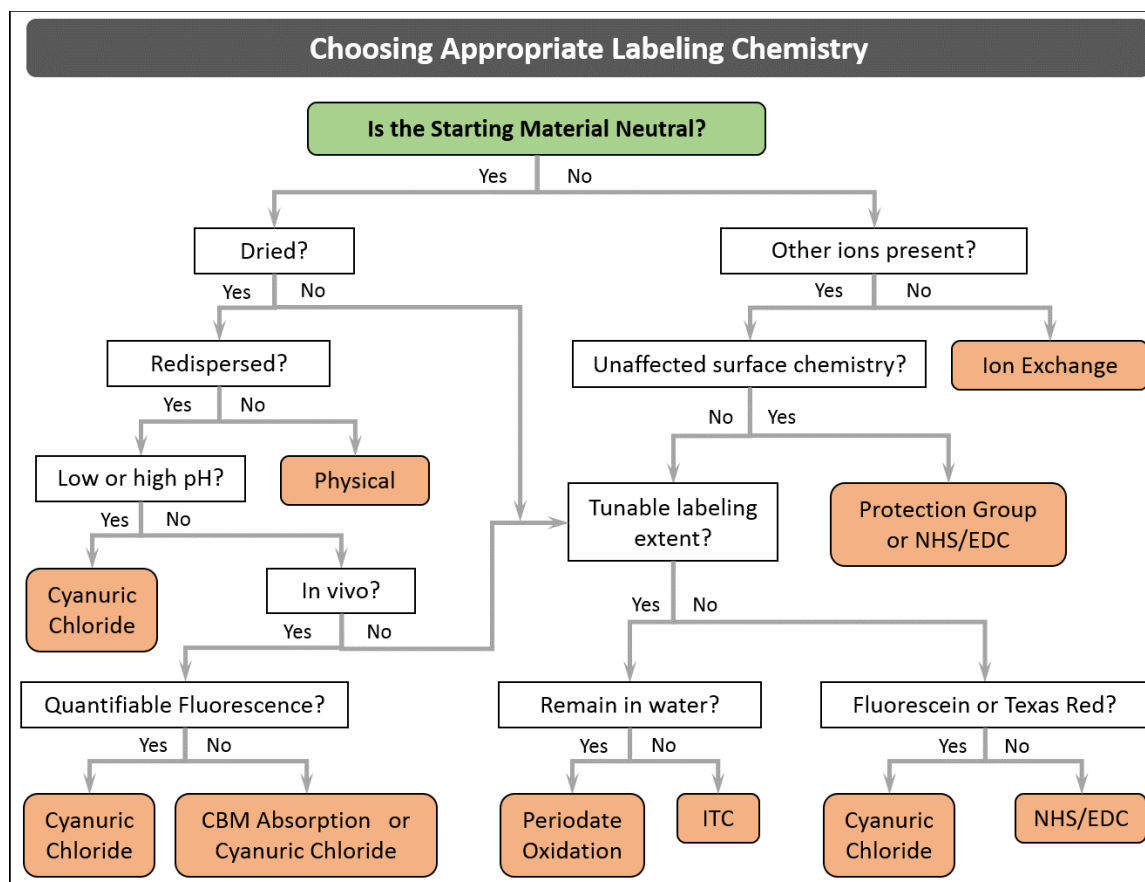 Choosing Appropriate Labeling Chemistry
Is the Starting Material Neutral?
Yes No
Dried? Other ions present?
Yes No Yes No
Redispersed? Unaffected surface chemistry? Ion Exchange
Yes No No Yes
Low or high pH? Physical Tunable labeling Protection Group
extent? or NHS/EDC
Yes No
Cyanuric In vivo?
Chloride
Yes No Yes No
Quantifiable Fluorescence? Remain in water? Fluorescein or Texas Red?
Yes No Yes No Yes No
Cyanuric CBM Absorption or Periodate ITC Cyanuric NHS/EDC
Chloride Cyanuric Chloride Oxidation Chloride